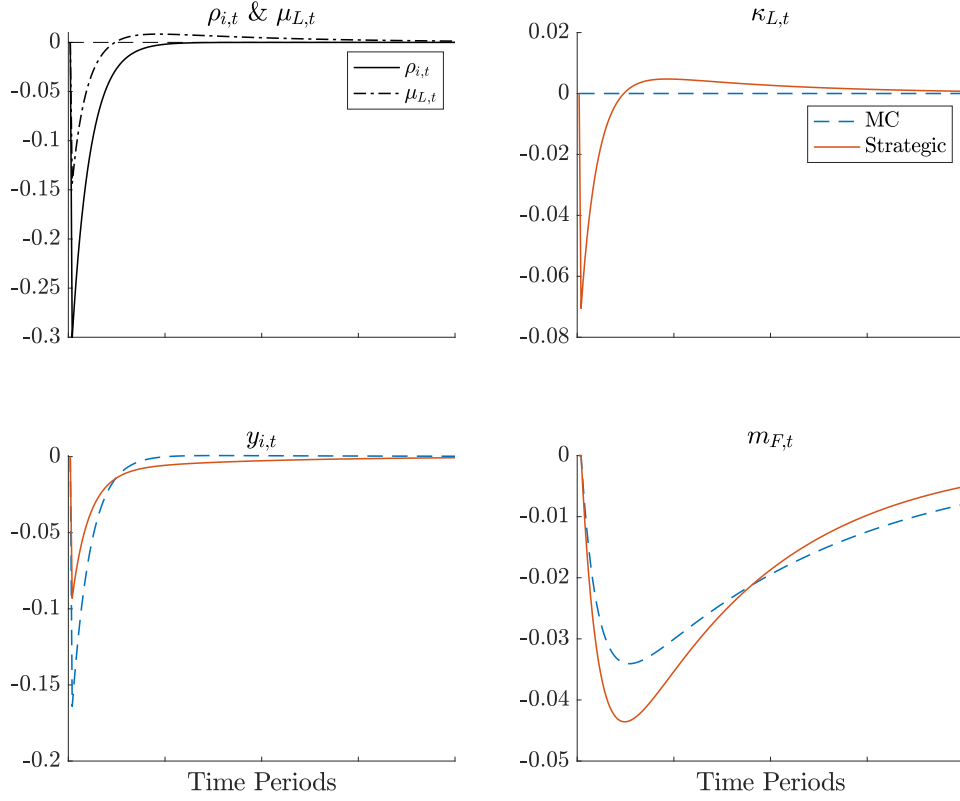 ρ_{i,t} & μ_{L,t}
0
-0.05
-0.1
-0.15
-0.2
-0.25
-0.3
ρ_{i,t}
μ_{L,t}
κ_{L,t}
0.02
0
-0.02
-0.04
-0.06
-0.08
MC
Strategic
y_{i,t}
0
-0.05
-0.1
-0.15
-0.2
Time Periods
m_{F,t}
0
-0.01
-0.02
-0.03
-0.04
-0.05
Time Periods